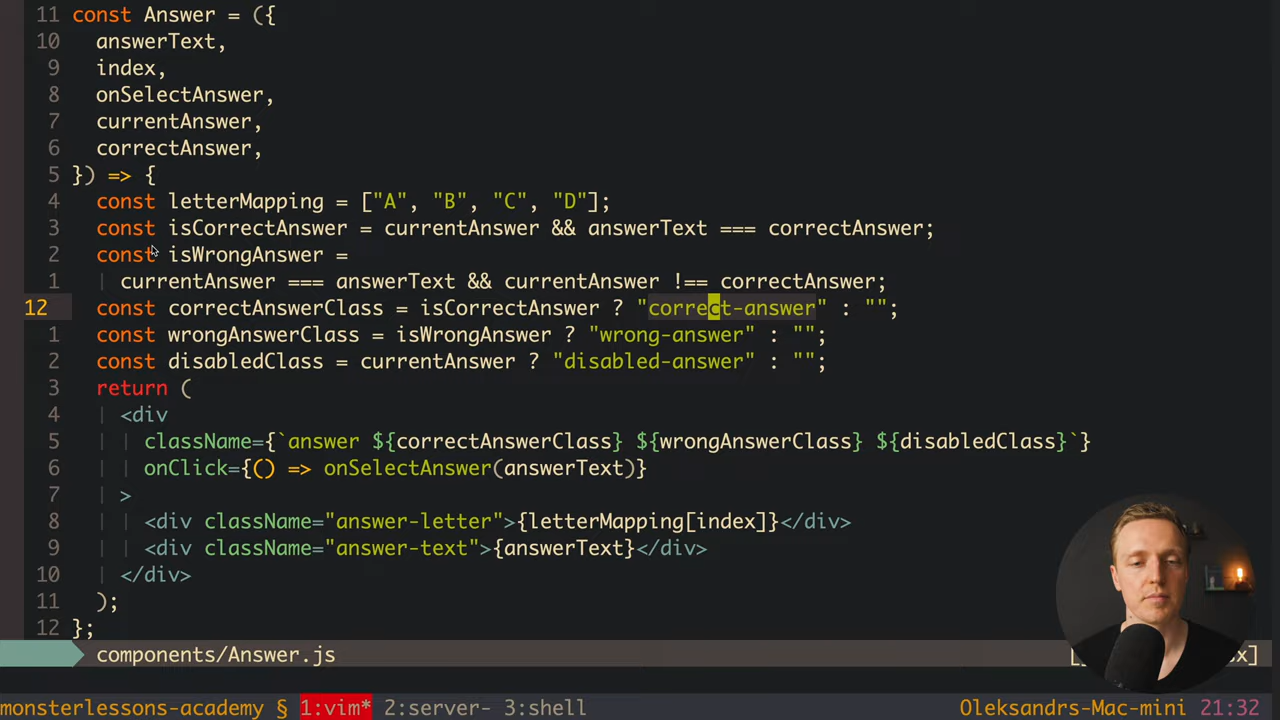 11 const Answer = ({
10 answerText,
9 index,
8 onSelectAnswer,
7 currentAnswer,
6 correctAnswer,
5 }) => {
4 const letterMapping = ["A", "B", "C", "D"];
3 const isCorrectAnswer = currentAnswer && answerText === correctAnswer;
2 const isWrongAnswer =
1 currentAnswer === answerText && currentAnswer !== correctAnswer;
12 const correctAnswerClass = isCorrectAnswer ? "correct-answer" : "";
1 const wrongAnswerClass = isWrongAnswer ? "wrong-answer" : "";
2 const disabledClass = currentAnswer ? "disabled-answer" : "";
3 return (
4 <div
5 className={`answer ${correctAnswerClass} ${wrongAnswerClass} ${disabledClass}`}
6 onClick={() => onSelectAnswer(answerText)}
7 >
8 <div className="answer-letter">{letterMapping[index]}</div>
9 <div className="answer-text">{answerText}</div>
10 </div>
11 );
12 };
components/Answer.js
monsterlessons-academy § 1:vim* 2:server- 3:shell Oleksandrs-Mac-mini 21:32